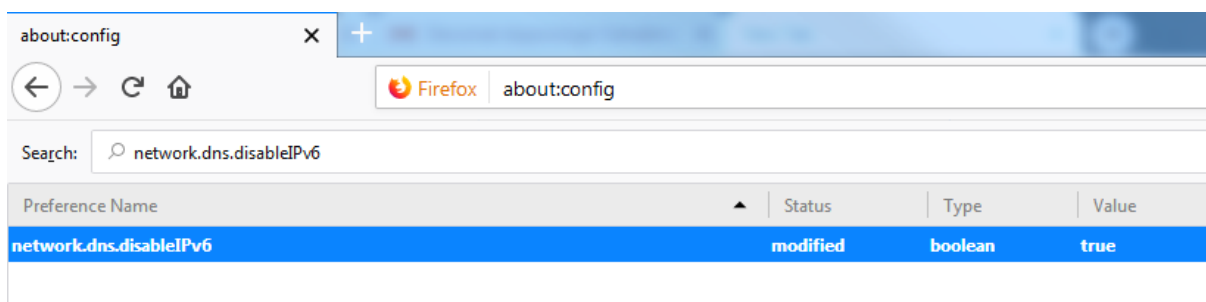 about:config
Firefox about:config
Search: network.dns.disableIPv6
Preference Name Status Type Value
network.dns.disableIPv6 modified boolean true